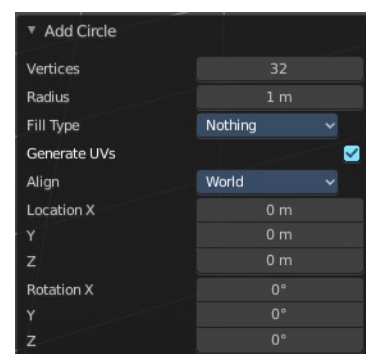 Add Circle
Vertices 32
Radius 1 m
Fill Type Nothing
Generate UVs
Align World
Location X 0 m
Y 0 m
Z 0 m
Rotation X 0°
Y 0°
Z 0°